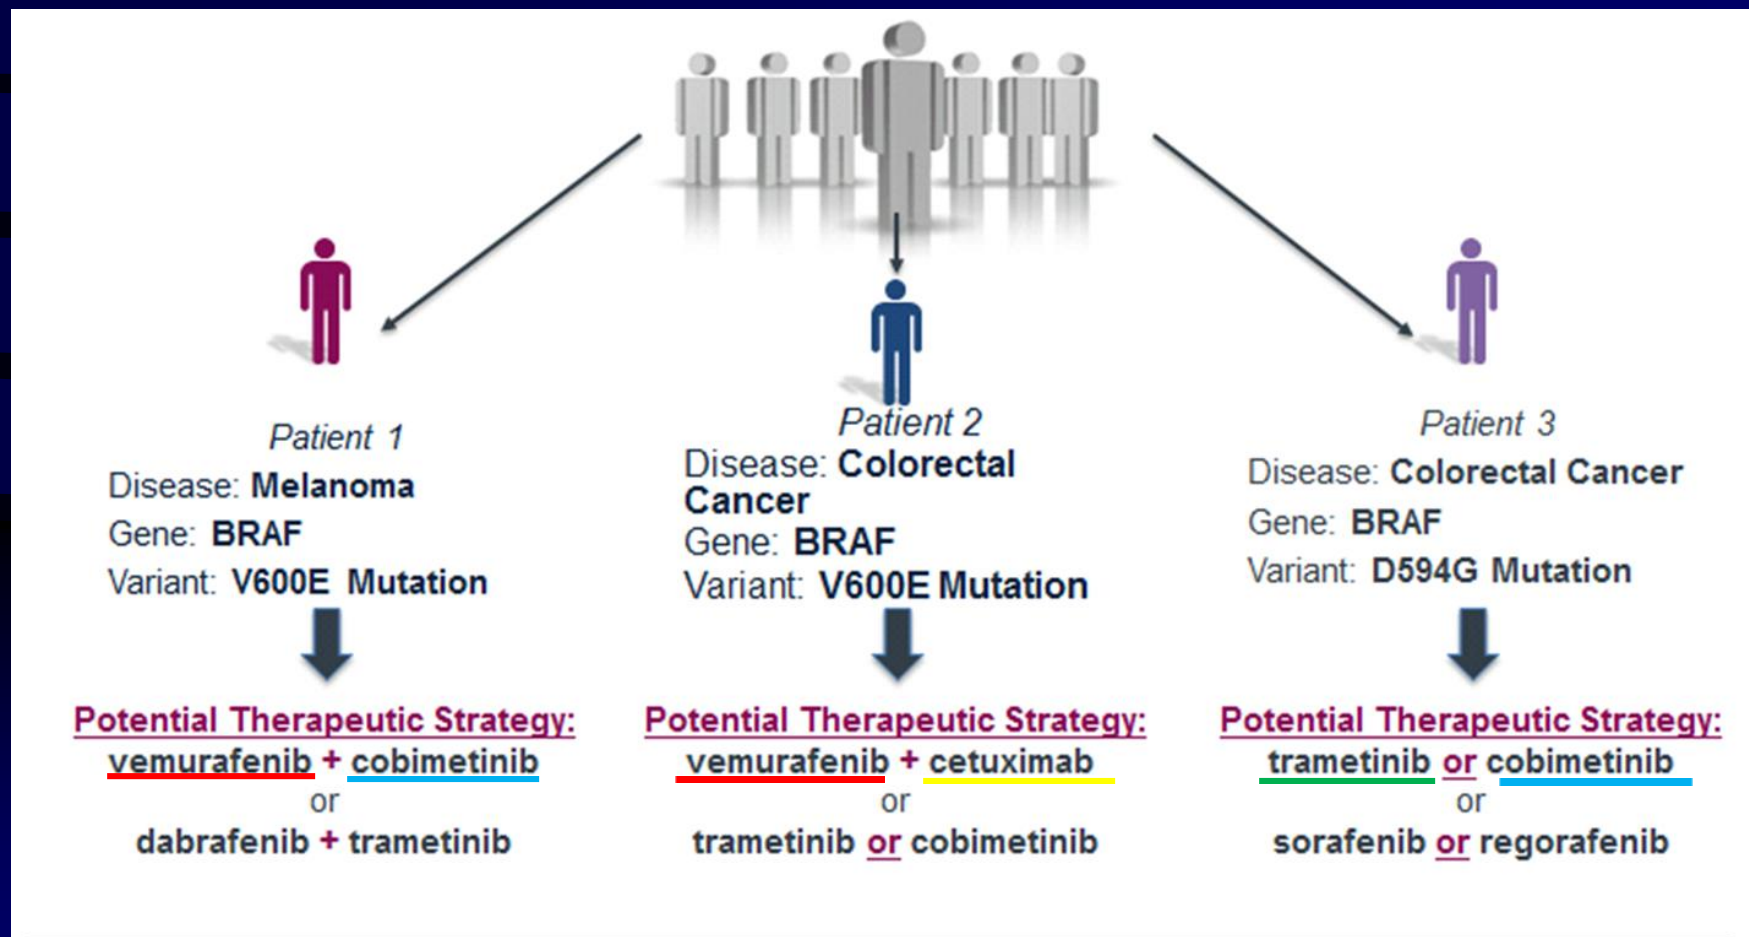 Patient 1
Disease: Melanoma
Gene: BRAF
Variant: V600E Mutation
Potential Therapeutic Strategy:
vemurafenib + cobimetinib
or
dabrafenib + trametinib
Patient 2
Disease: Colorectal
Cancer
Gene: BRAF
Variant: V600E Mutation
Potential Therapeutic Strategy:
vemurafenib + cetuximab
or
trametinib or cobimetinib
Patient 3
Disease: Colorectal Cancer
Gene: BRAF
Variant: D594G Mutation
Potential Therapeutic Strategy:
trametinib or cobimetinib
or
sorafenib or regorafenib